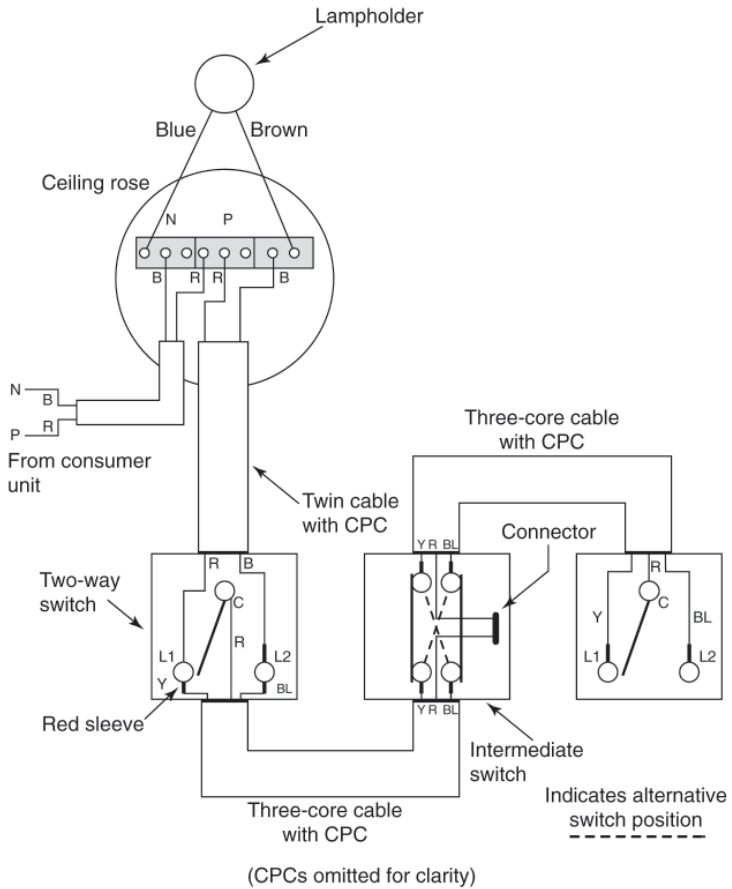 Lampholder
Blue
Brown
Ceiling rose
N
P
B
R
R
B
N
B
P
R
From consumer
unit
Three-core cable
with CPC
Twin cable
with CPC
Connector
Y R BL
Two-way
switch
R
B
C
R
L1
L2
Y
BL
Red sleeve
R
C
Y
BL
L1
L2
Y R BL
Intermediate
switch
Three-core cable
with CPC
Indicates alternative
switch position
(CPCs omitted for clarity)